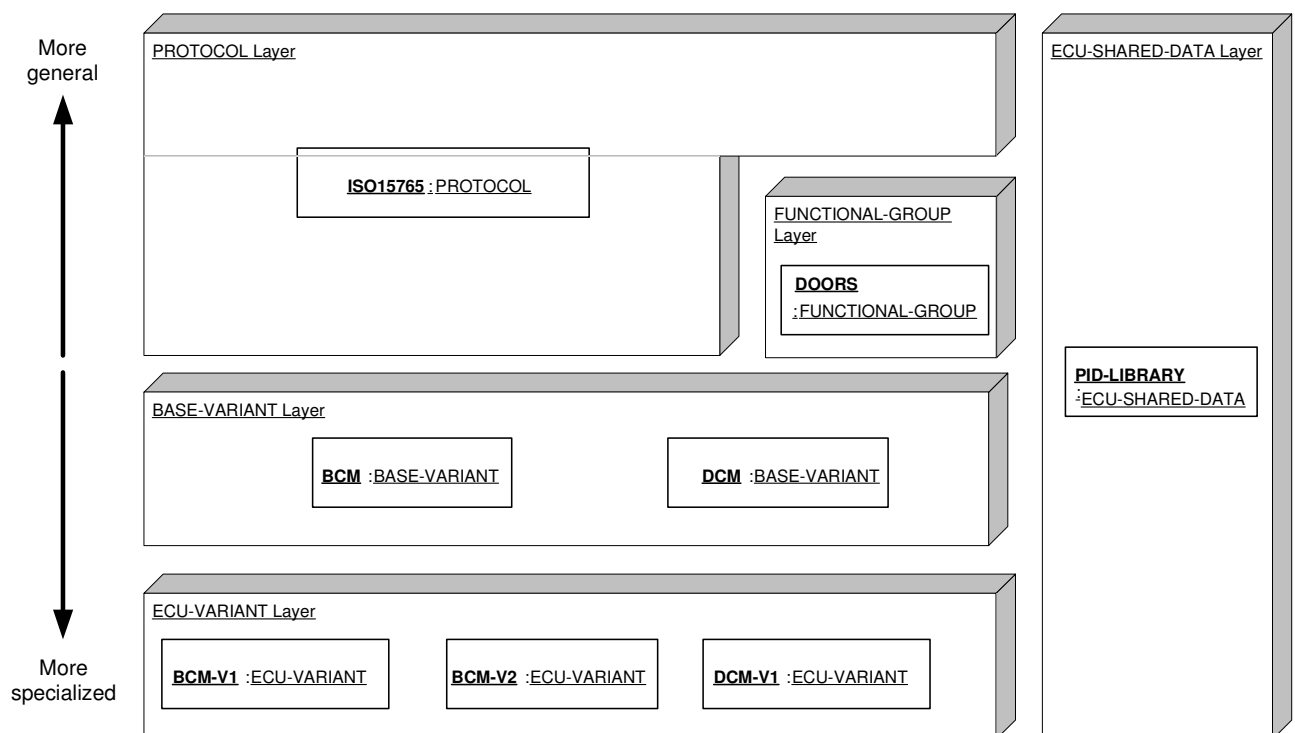 More
general
PROTOCOL Layer
ECU-SHARED-DATA Layer
ISO15765 :PROTOCOL
FUNCTIONAL-GROUP
Layer
DOORS
:FUNCTIONAL-GROUP
PID-LIBRARY
:ECU-SHARED-DATA
BASE-VARIANT Layer
BCM :BASE-VARIANT
DCM :BASE-VARIANT
ECU-VARIANT Layer
BCM-V1 :ECU-VARIANT
BCM-V2 :ECU-VARIANT
DCM-V1 :ECU-VARIANT
More
specialized